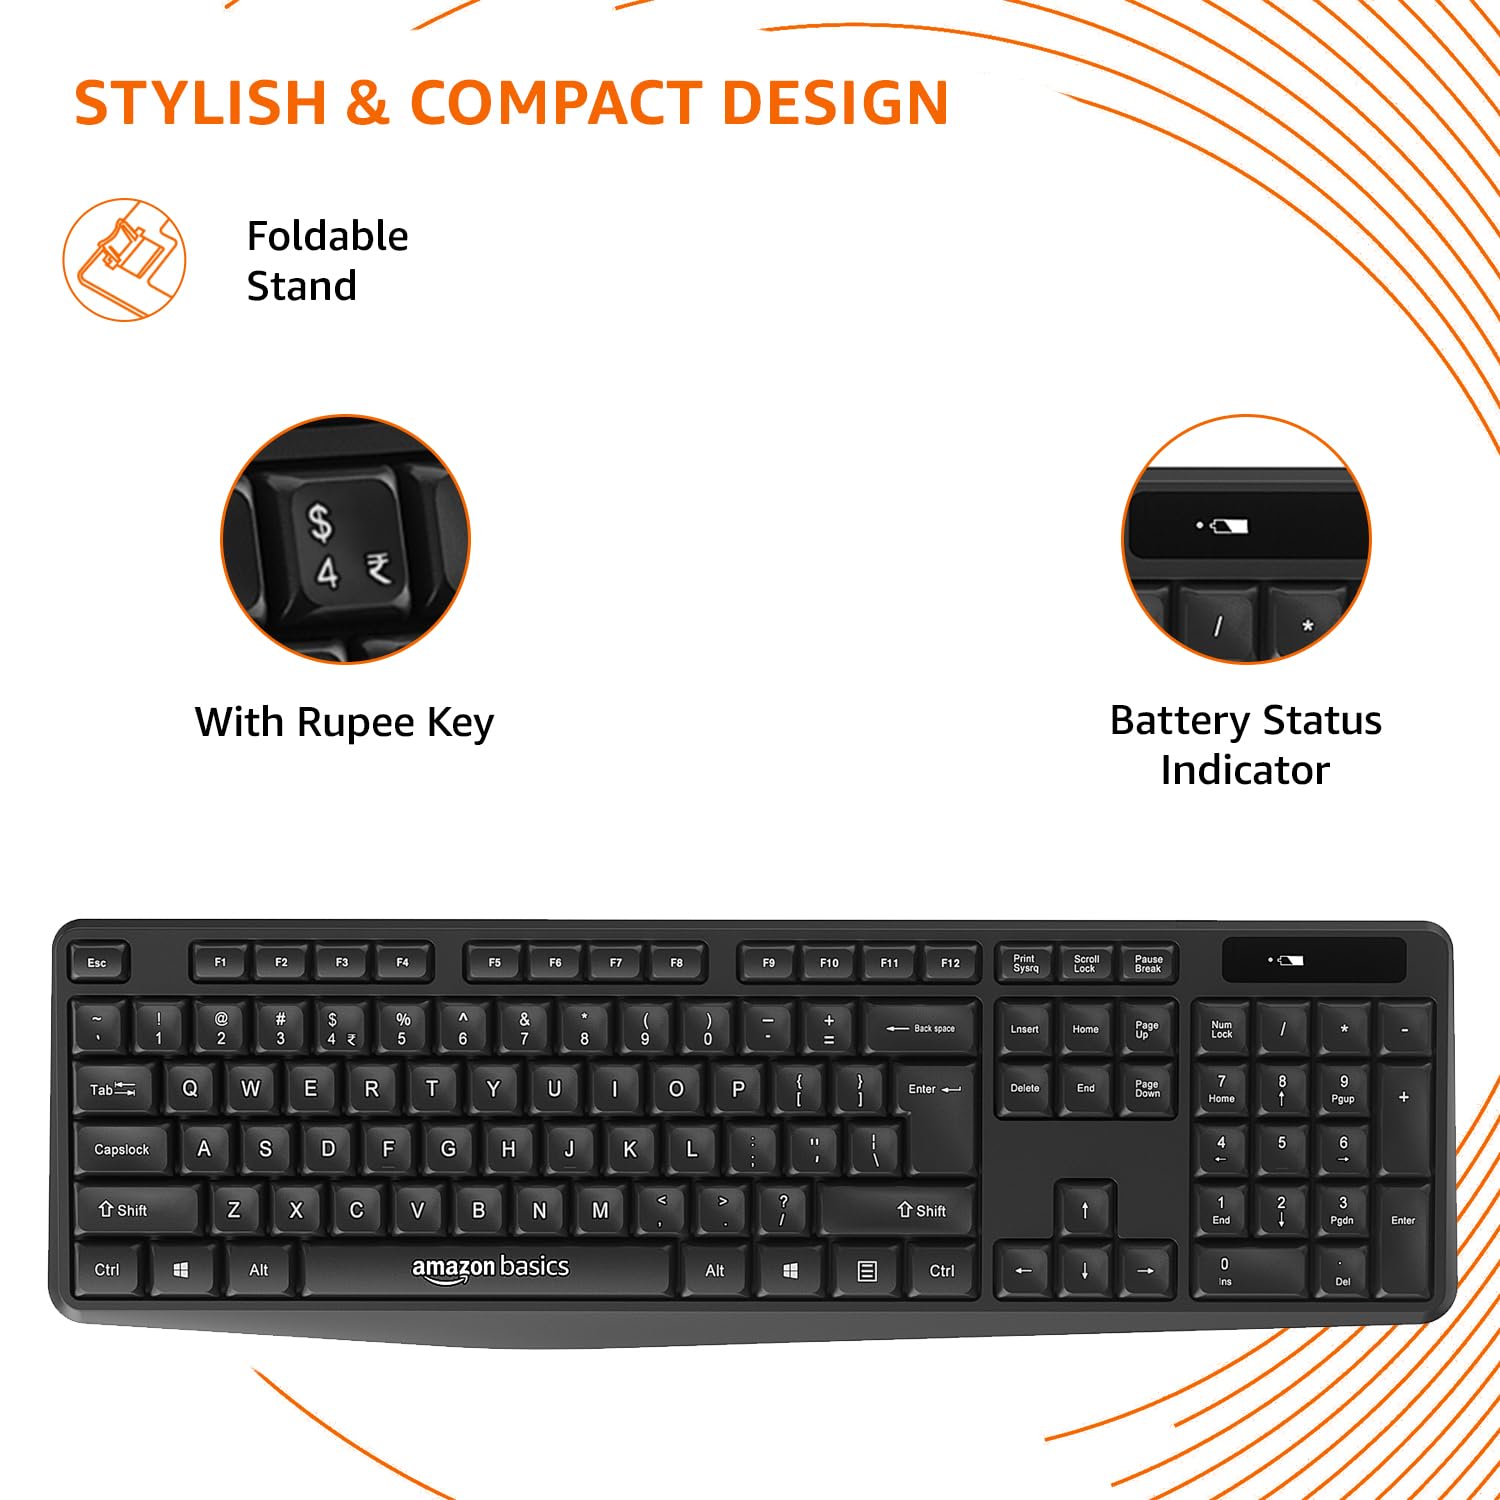 STYLISH & COMPACT DESIGN
Foldable
Stand
$
4 ₹
/ *
With Rupee Key
Battery Status
Indicator
Esc F1 F2 F3 F4 F5 F6 F7 F8 F9 F10 F11 F12 Print Sysrq Scroll Lock Pause Break
~ ! @ # $ % ^ & * ( ) — +
` 1 2 3 4 ₹ 5 6 7 8 9 0 - = ← Back space Lnsert Home Page Up Num Lock / * -
Tab Q W E R T Y U I O P { [ } ] Enter Delete End Page Down 7 Home 8 ↑ 9 Pgup +
Capslock A S D F G H J K L : ; " ' ¦ \ 4 ← 5 6 →
⇧ Shift Z X C V B N M < , > . ? / ⇧ Shift ↑ 1 End 2 ↓ 3 Pgdn Enter
Ctrl Alt amazon basics Alt Ctrl ← ↓ → 0 Ins . Del